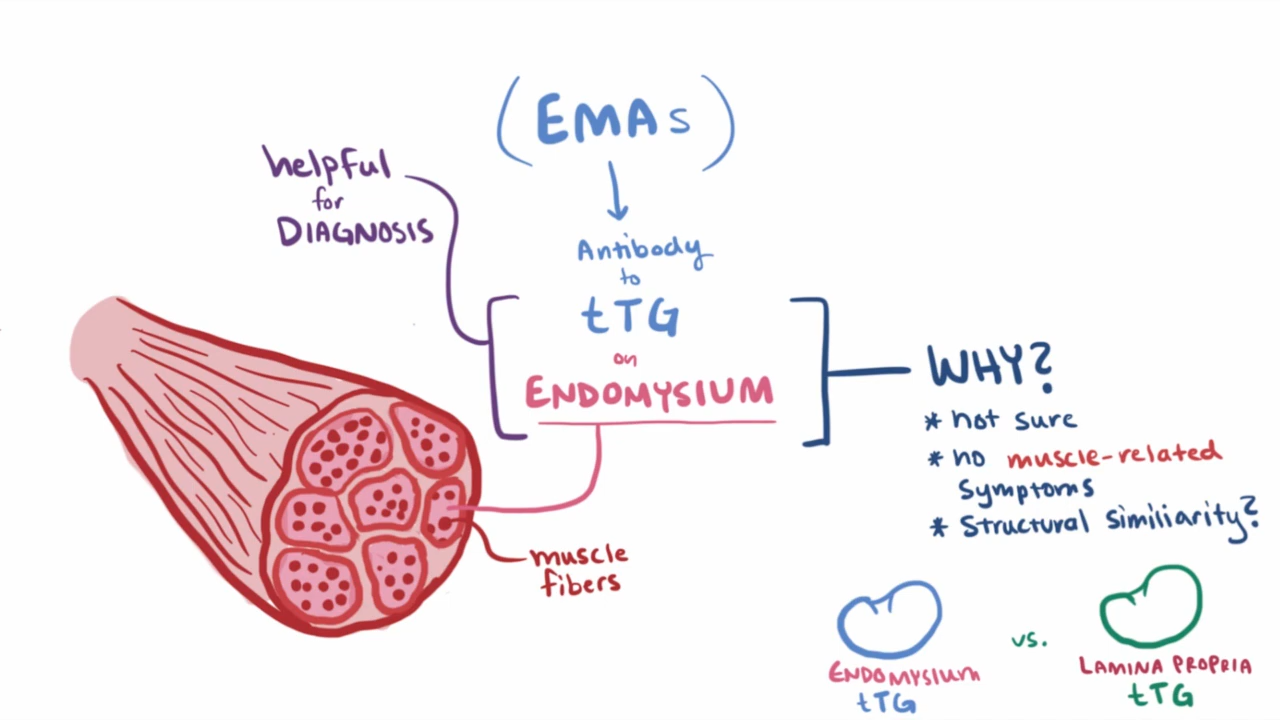 (EMAs)
helpful
for
DIAGNOSIS
Antibody
to
tTG
on
ENDOMYSIUM
muscle
fibers
WHY?
* not sure
* no muscle-related
symptoms
* structural similiarity?
ENDOMYSIUM
tTG
vs.
LAMINA PROPRIA
tTG